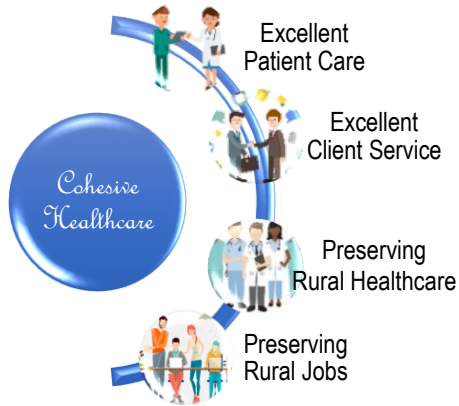 Cohesive
Healthcare
Excellent
Patient Care
Excellent
Client Service
Preserving
Rural Healthcare
Preserving
Rural Jobs